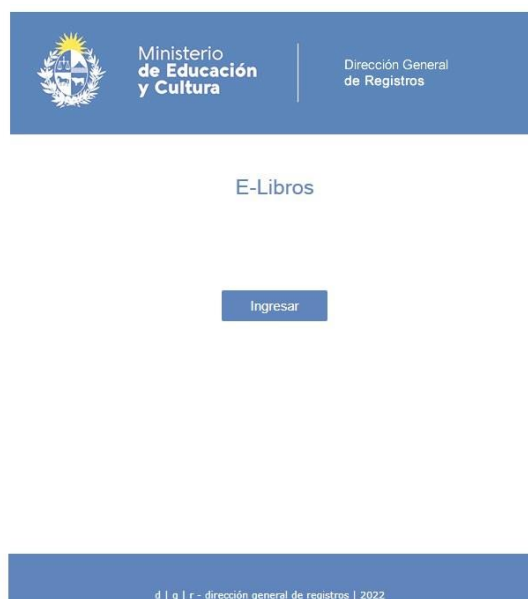 Ministerio
de Educación
y Cultura
Dirección General
de Registros
E-Libros
Ingresar
d | g | r - dirección general de registros | 2022